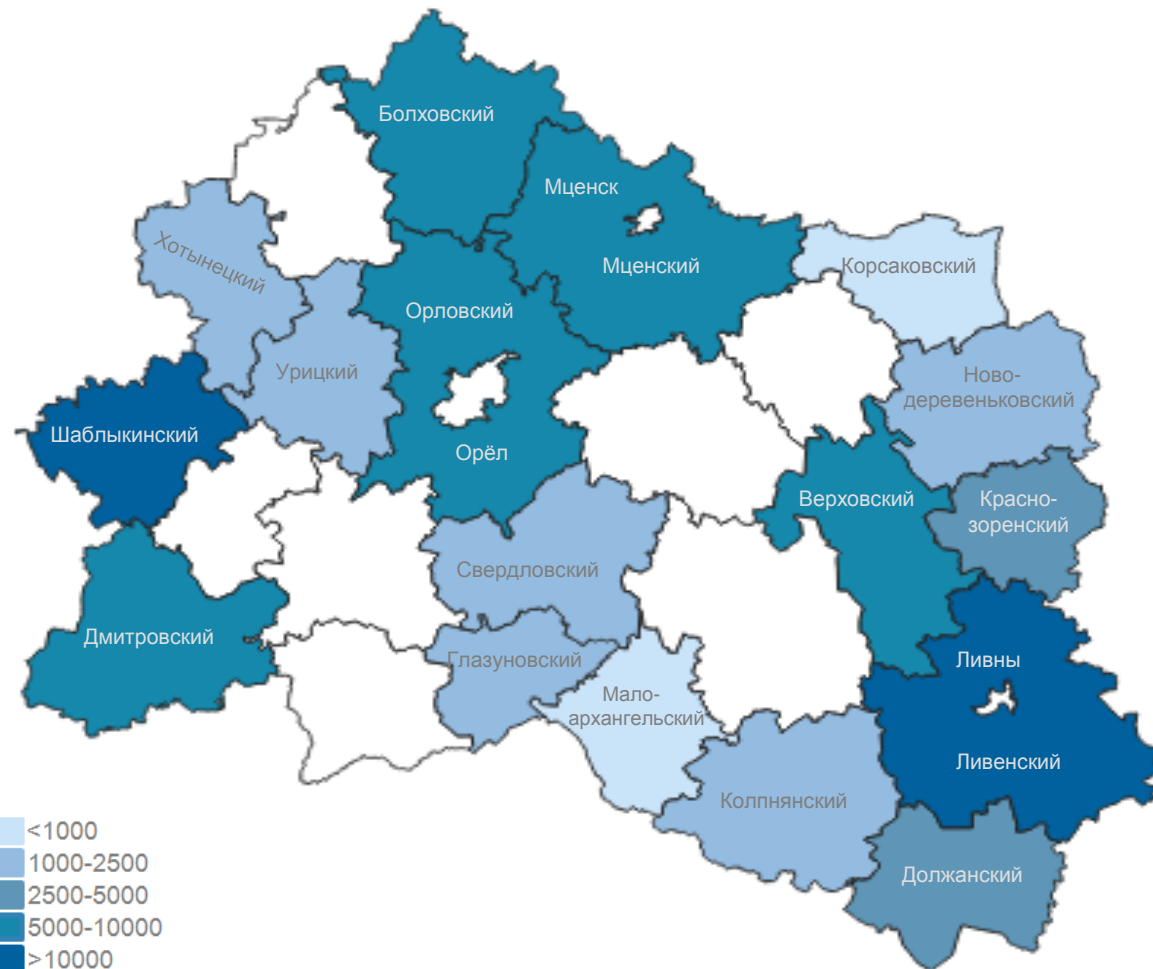 Болховский
Мценск
Хотынецкий
Мценский
Корсаковский
Орловский
Урицкий
Ново-
деревеньковский
Шаблыкинский
Орёл
Верховский
Красно-
зоренский
Свердловский
Дмитровский
Глазуновский
Ливны
Мало-
архангельский
Ливенский
Колпнянский
Должанский
<1000
1000-2500
2500-5000
5000-10000
>10000